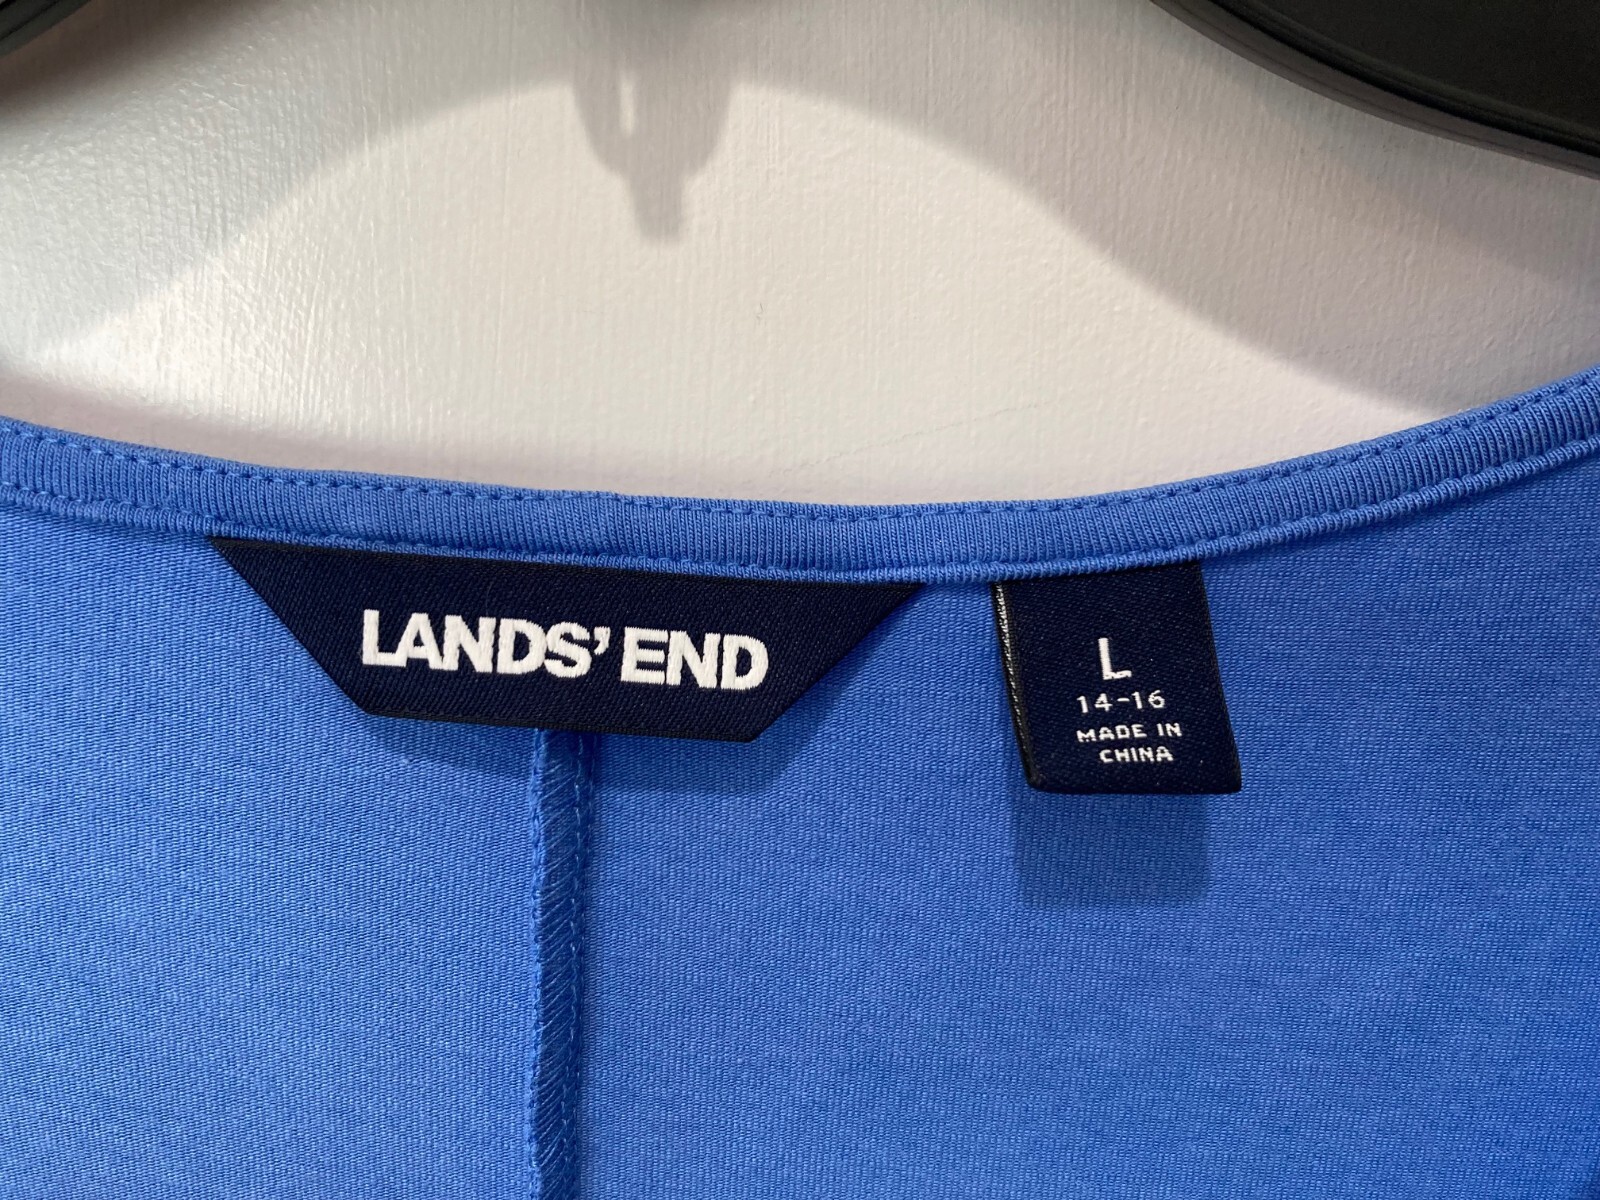 LANDS' END
L
14-16
MADE IN
CHINA